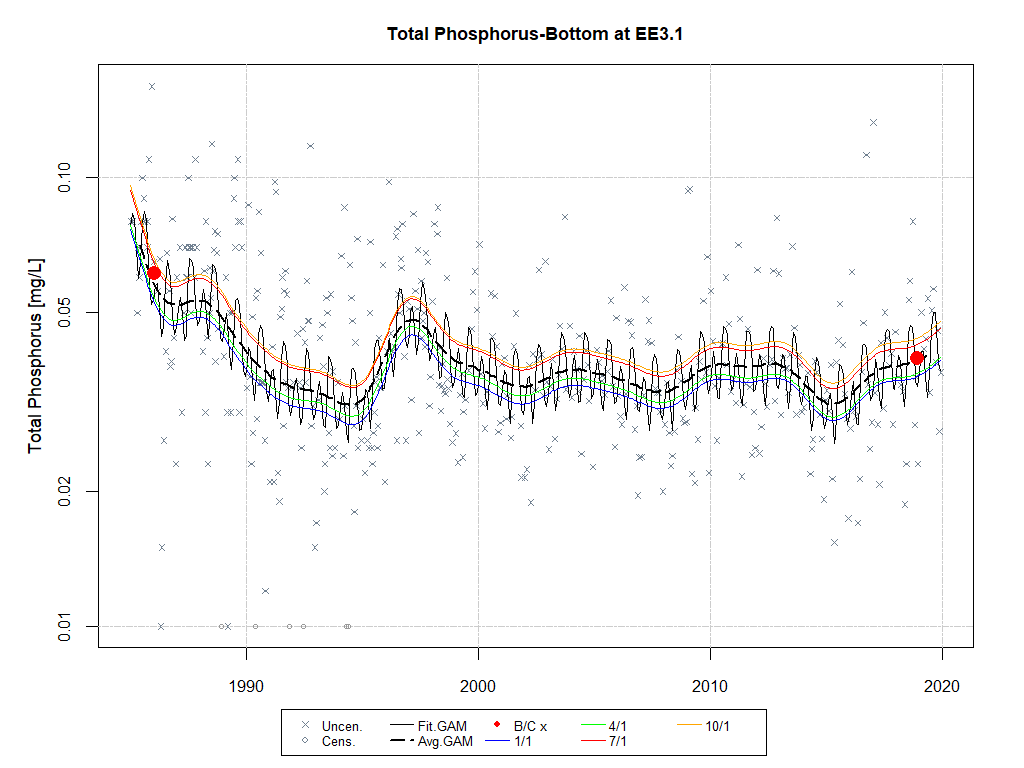 Total Phosphorus-Bottom at EE3.1
Total Phosphorus [mg/L]
0.10
0.05
0.02
0.01
1990 2000 2010 2020
Uncen. Fit.GAM B/C x 4/1 10/1
Cens. Avg.GAM 1/1 7/1